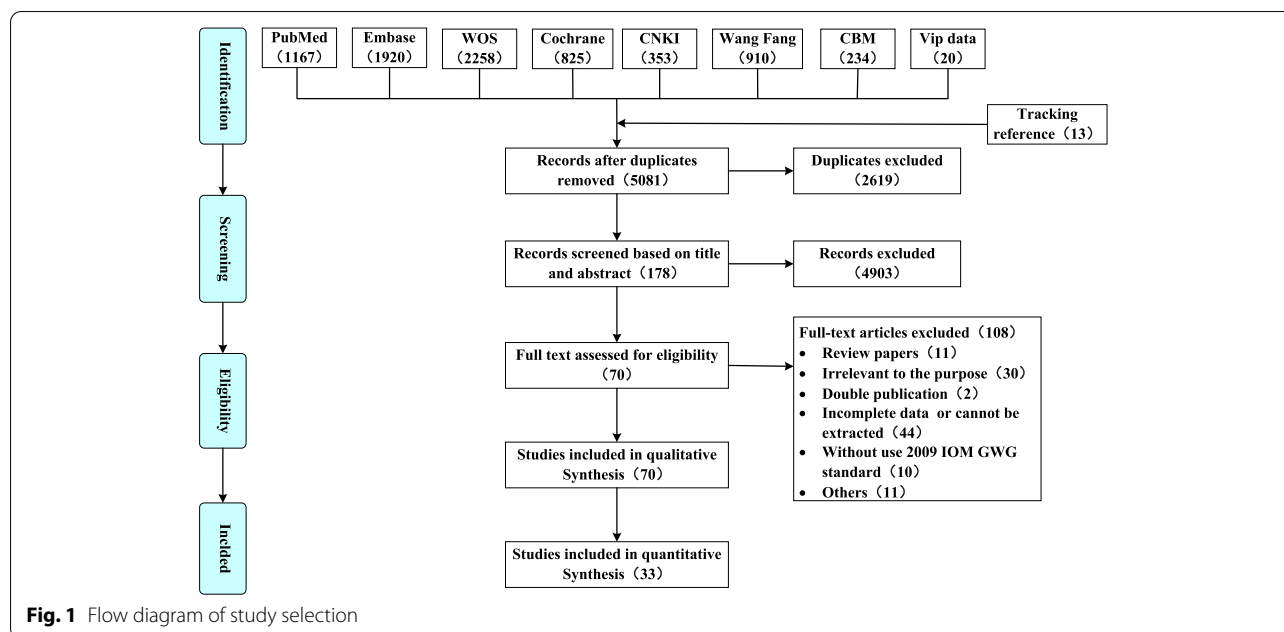 Identification
PubMed
（1167）
Embase
（1920）
WOS
（2258）
Cochrane
（825）
CNKI
（353）
Wang Fang
（910）
CBM
（234）
Vip data
（20）
Tracking
reference（13）
Records after duplicates
removed（5081）
Duplicates excluded
（2619）
Screening
Records screened based on title
and abstract（178）
Records excluded
（4903）
Eligibility
Full text assessed for eligibility
（70）
Full-text articles excluded（108）
• Review papers（11）
• Irrelevant to the purpose（30）
• Double publication（2）
• Incomplete data or cannot be
extracted（44）
• Without use 2009 IOM GWG
standard（10）
• Others（11）
Studies included in qualitative
Synthesis（70）
Inclded
Studies included in quantitative
Synthesis（33）
Fig. 1 Flow diagram of study selection